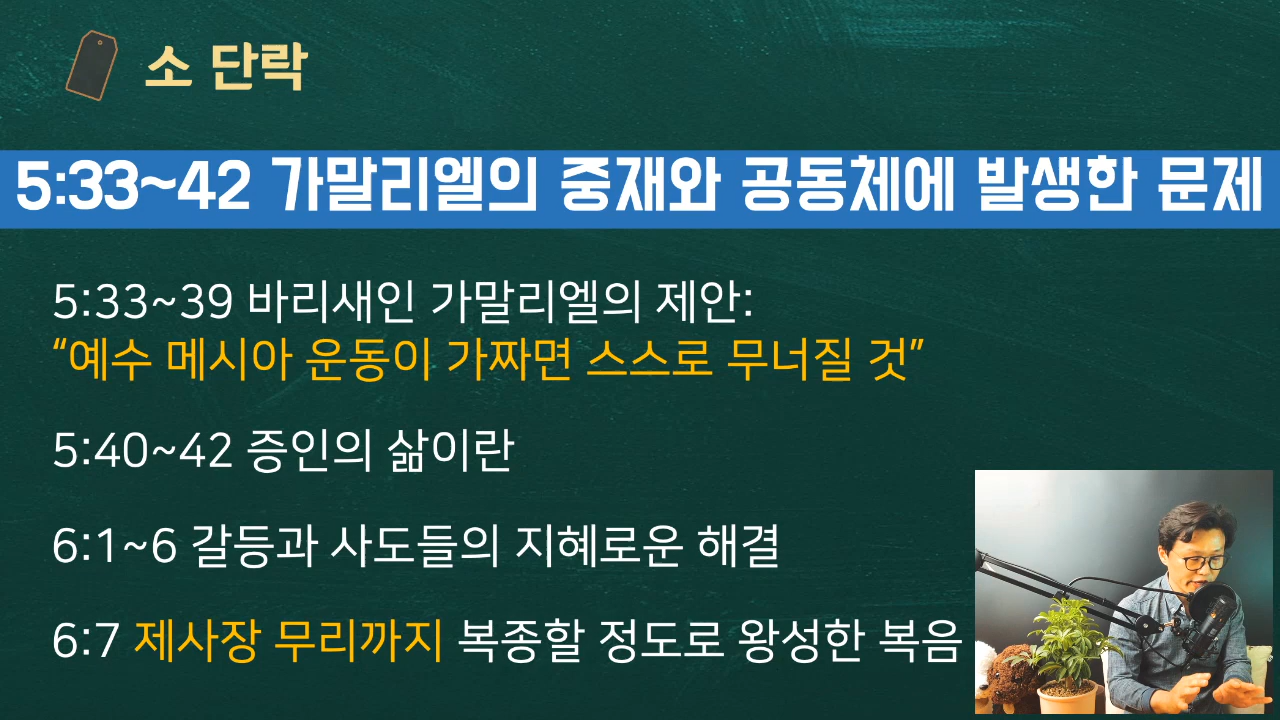 소 단락
5:33~42 가말리엘의 중재와 공동체에 발생한 문제
5:33~39 바리새인 가말리엘의 제안:
“예수 메시아 운동이 가짜면 스스로 무너질 것”
5:40~42 증인의 삶이란
6:1~6 갈등과 사도들의 지혜로운 해결
6:7 제사장 무리까지 복종할 정도로 왕성한 복음